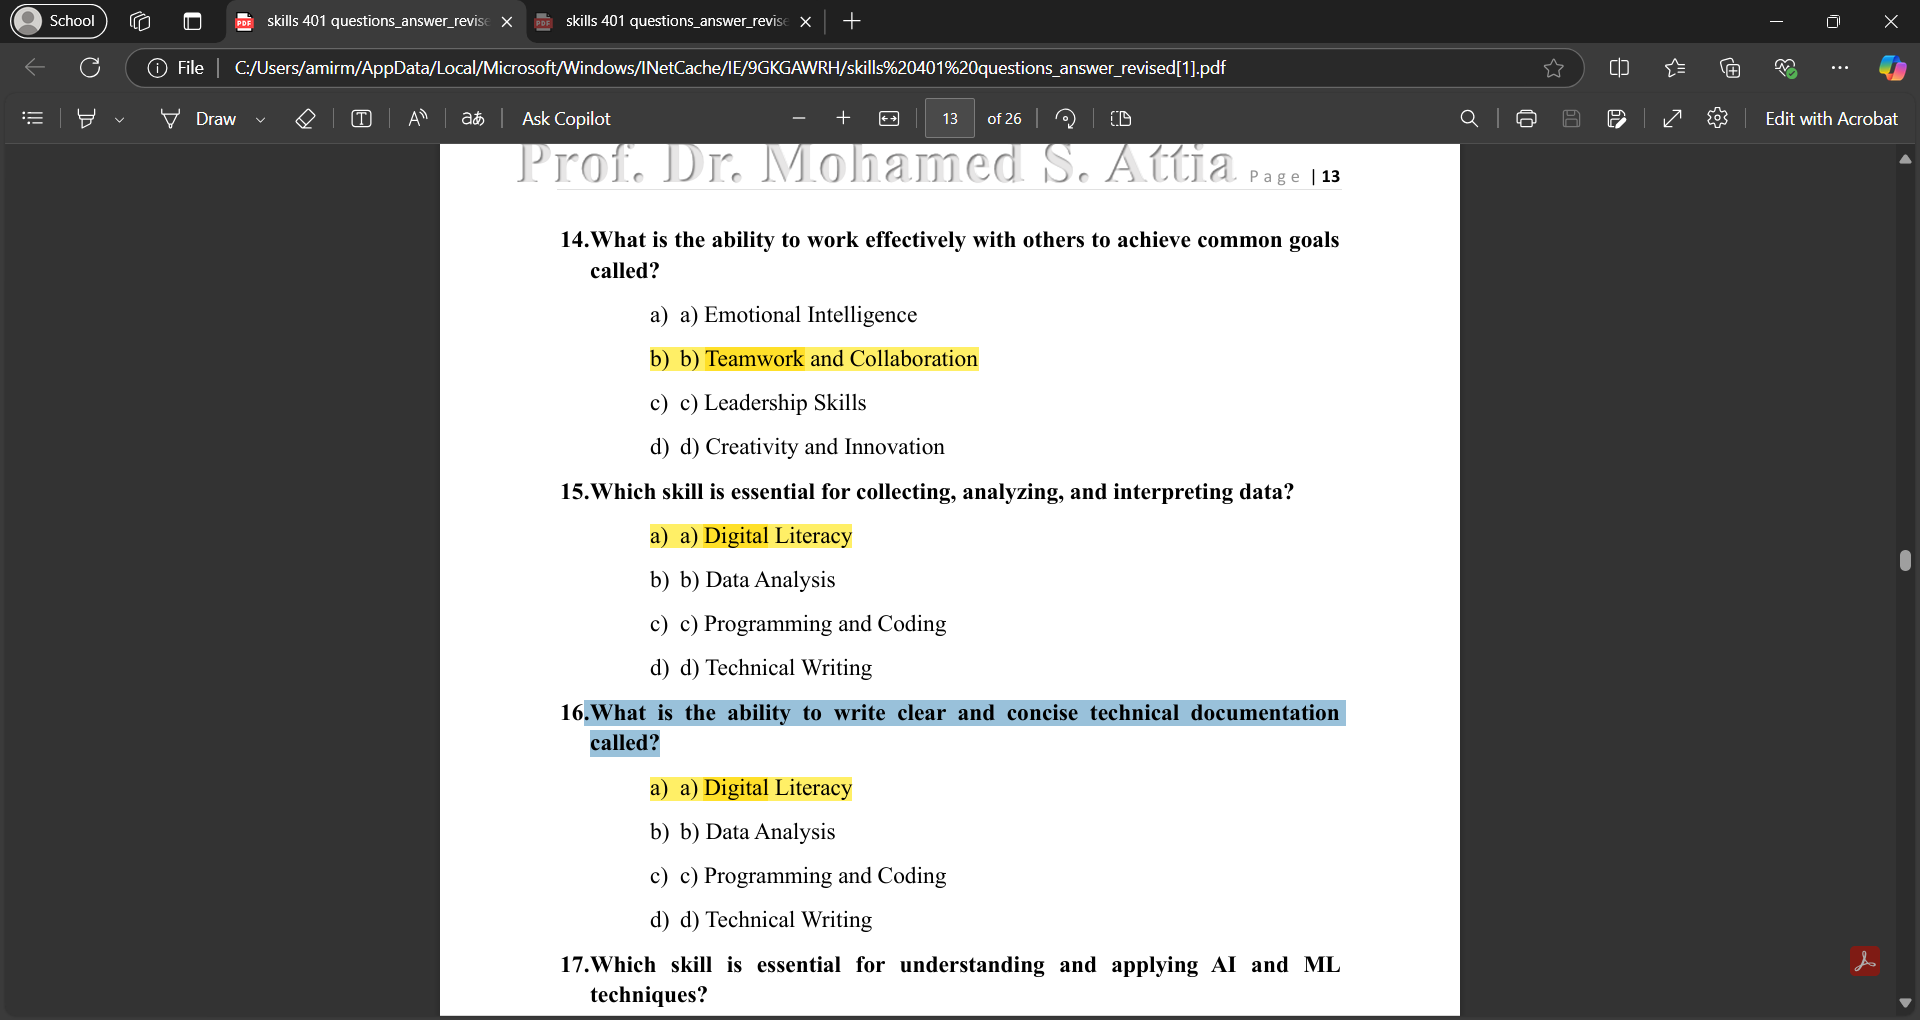 School
skills 401 questions_answer_revise
skills 401 questions_answer_revise
File
C:/Users/amirm/AppData/Local/Microsoft/Windows/INetCache/IE/9GKGAWRH/skills%20401%20questions_answer_revised[1].pdf
Draw
Ask Copilot
13
of 26
Edit with Acrobat
Prof. Dr. Mohamed S. Attia
Page | 13
14.What is the ability to work effectively with others to achieve common goals
called?
a) a) Emotional Intelligence
b) b) Teamwork and Collaboration
c) c) Leadership Skills
d) d) Creativity and Innovation
15.Which skill is essential for collecting, analyzing, and interpreting data?
a) a) Digital Literacy
b) b) Data Analysis
c) c) Programming and Coding
d) d) Technical Writing
16.What is the ability to write clear and concise technical documentation
called?
a) a) Digital Literacy
b) b) Data Analysis
c) c) Programming and Coding
d) d) Technical Writing
17.Which skill is essential for understanding and applying AI and ML
techniques?